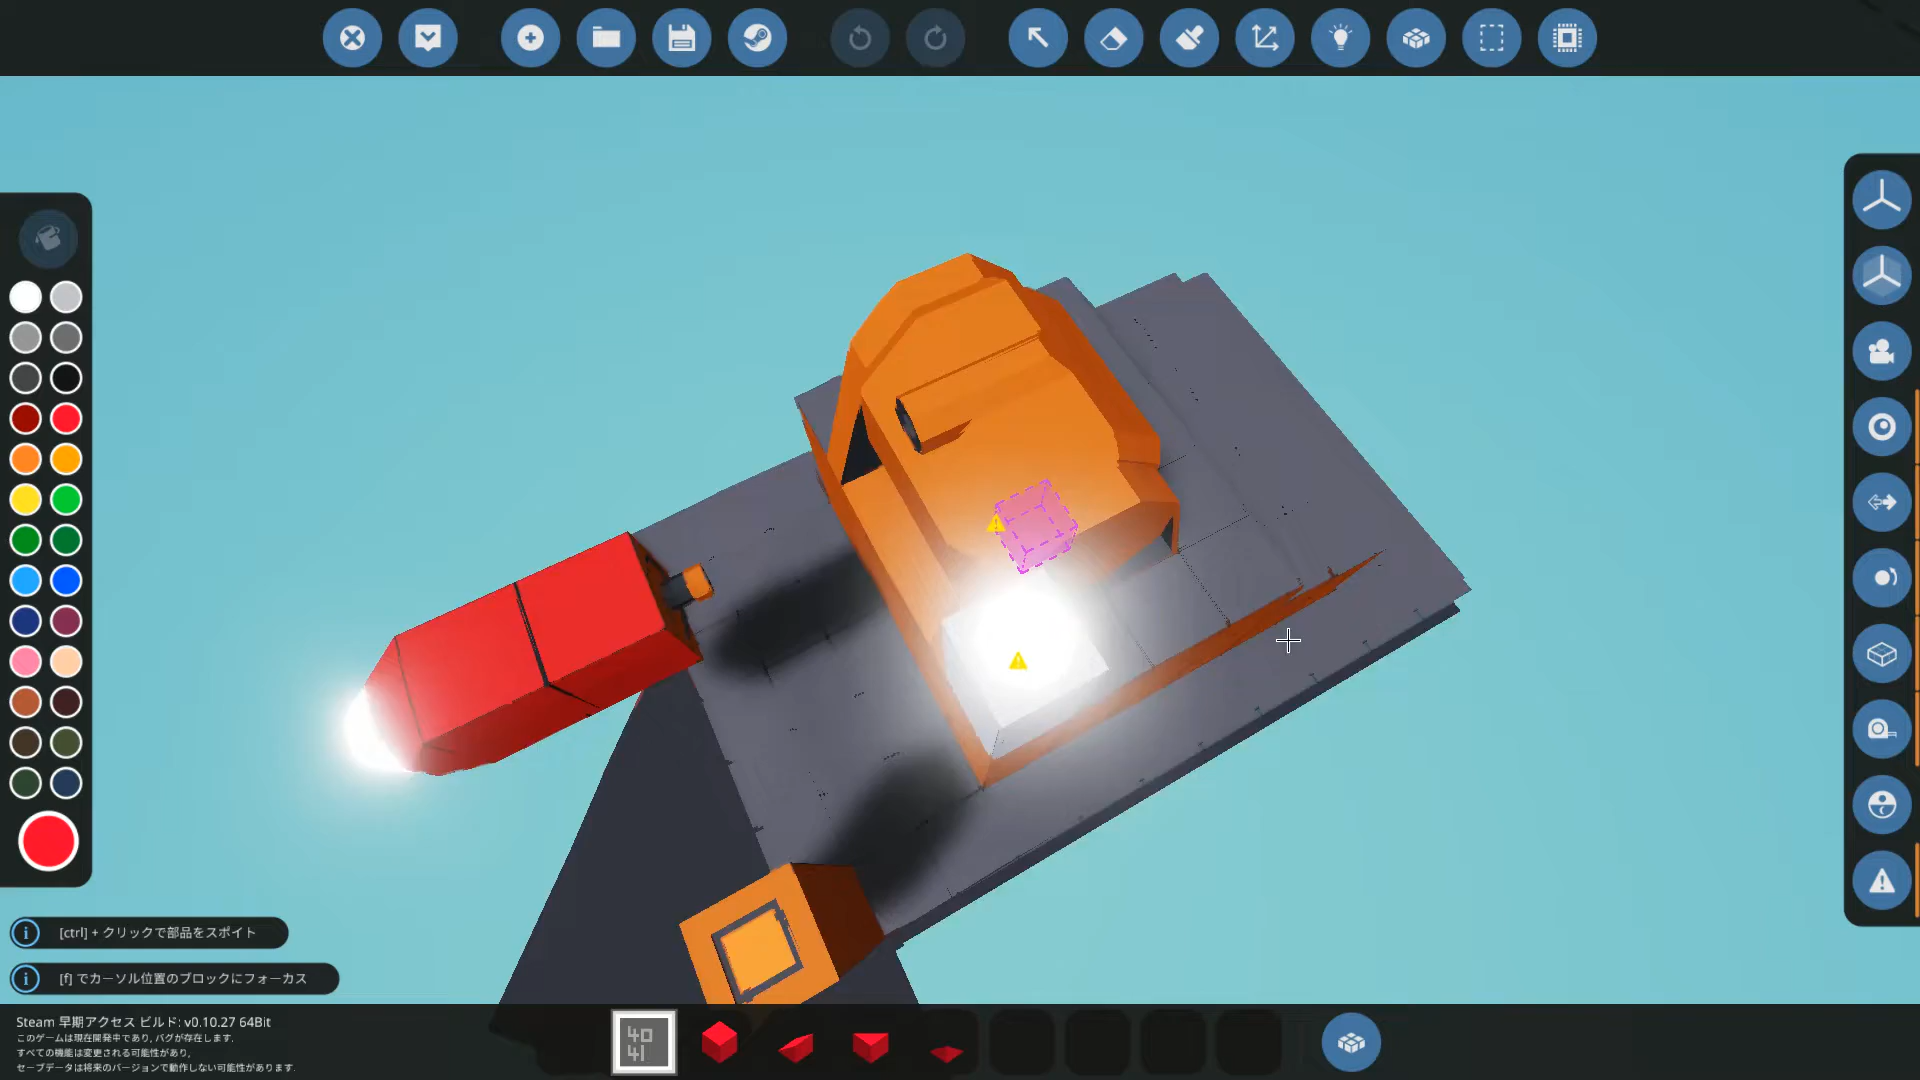 [ctrl] + クリックで部品をスポイト
[f] でカーソル位置のブロックにフォーカス
Steam 早期アクセス ビルド: v0.10.27 64Bit
このゲームは現在開発中であり, バグが存在します.
すべての機能は変更される可能性があり,
セーブデータは将来のバージョンで動作しない可能性があります.
40
41